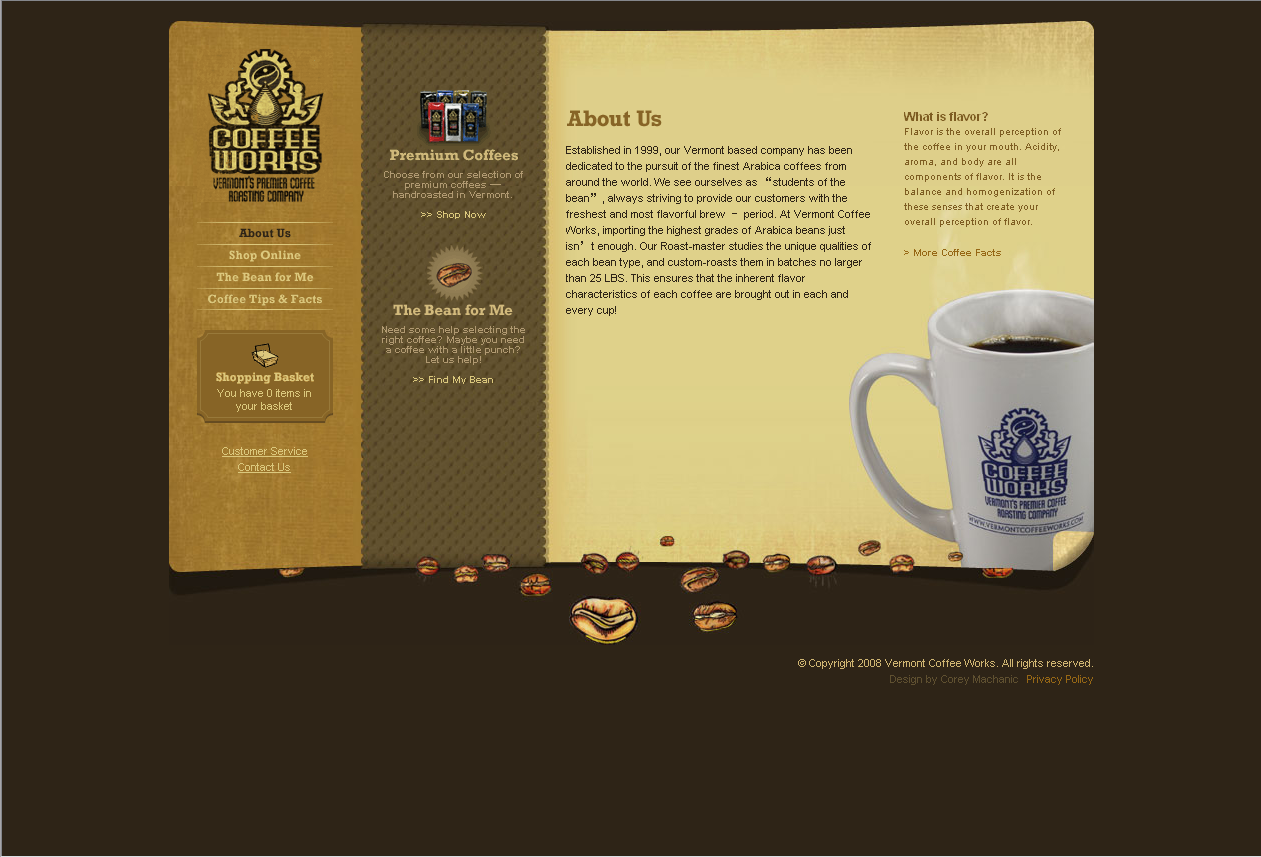 COFFEE
WORKS
VERMONT'S PREMIER COFFEE
ROASTING COMPANY
About Us
Shop Online
The Bean for Me
Coffee Tips & Facts
Shopping Basket
You have 0 items in
your basket
Customer Service
Contact Us
Premium Coffees
Choose from our selection of
premium coffees —
handroasted in Vermont.
>> Shop Now
The Bean for Me
Need some help selecting the
right coffee? Maybe you need
a coffee with a little punch?
Let us help!
>> Find My Bean
About Us
Established in 1999, our Vermont based company has been
dedicated to the pursuit of the finest Arabica coffees from
around the world. We see ourselves as “students of the
bean”, always striving to provide our customers with the
freshest and most flavorful brew – period. At Vermont Coffee
Works, importing the highest grades of Arabica beans just
isn’t enough. Our Roast-master studies the unique qualities of
each bean type, and custom-roasts them in batches no larger
than 25 LBS. This ensures that the inherent flavor
characteristics of each coffee are brought out in each and
every cup!
What is flavor?
Flavor is the overall perception of
the coffee in your mouth. Acidity,
aroma, and body are all
components of flavor. It is the
balance and homogenization of
these senses that create your
overall perception of flavor.
> More Coffee Facts
COFFEE
WORKS
VERMONT'S PREMIER COFFEE
ROASTING COMPANY
WWW.VERMONTCOFFEEWORKS.COM
© Copyright 2008 Vermont Coffee Works. All rights reserved.
Design by Corey Machanic Privacy Policy